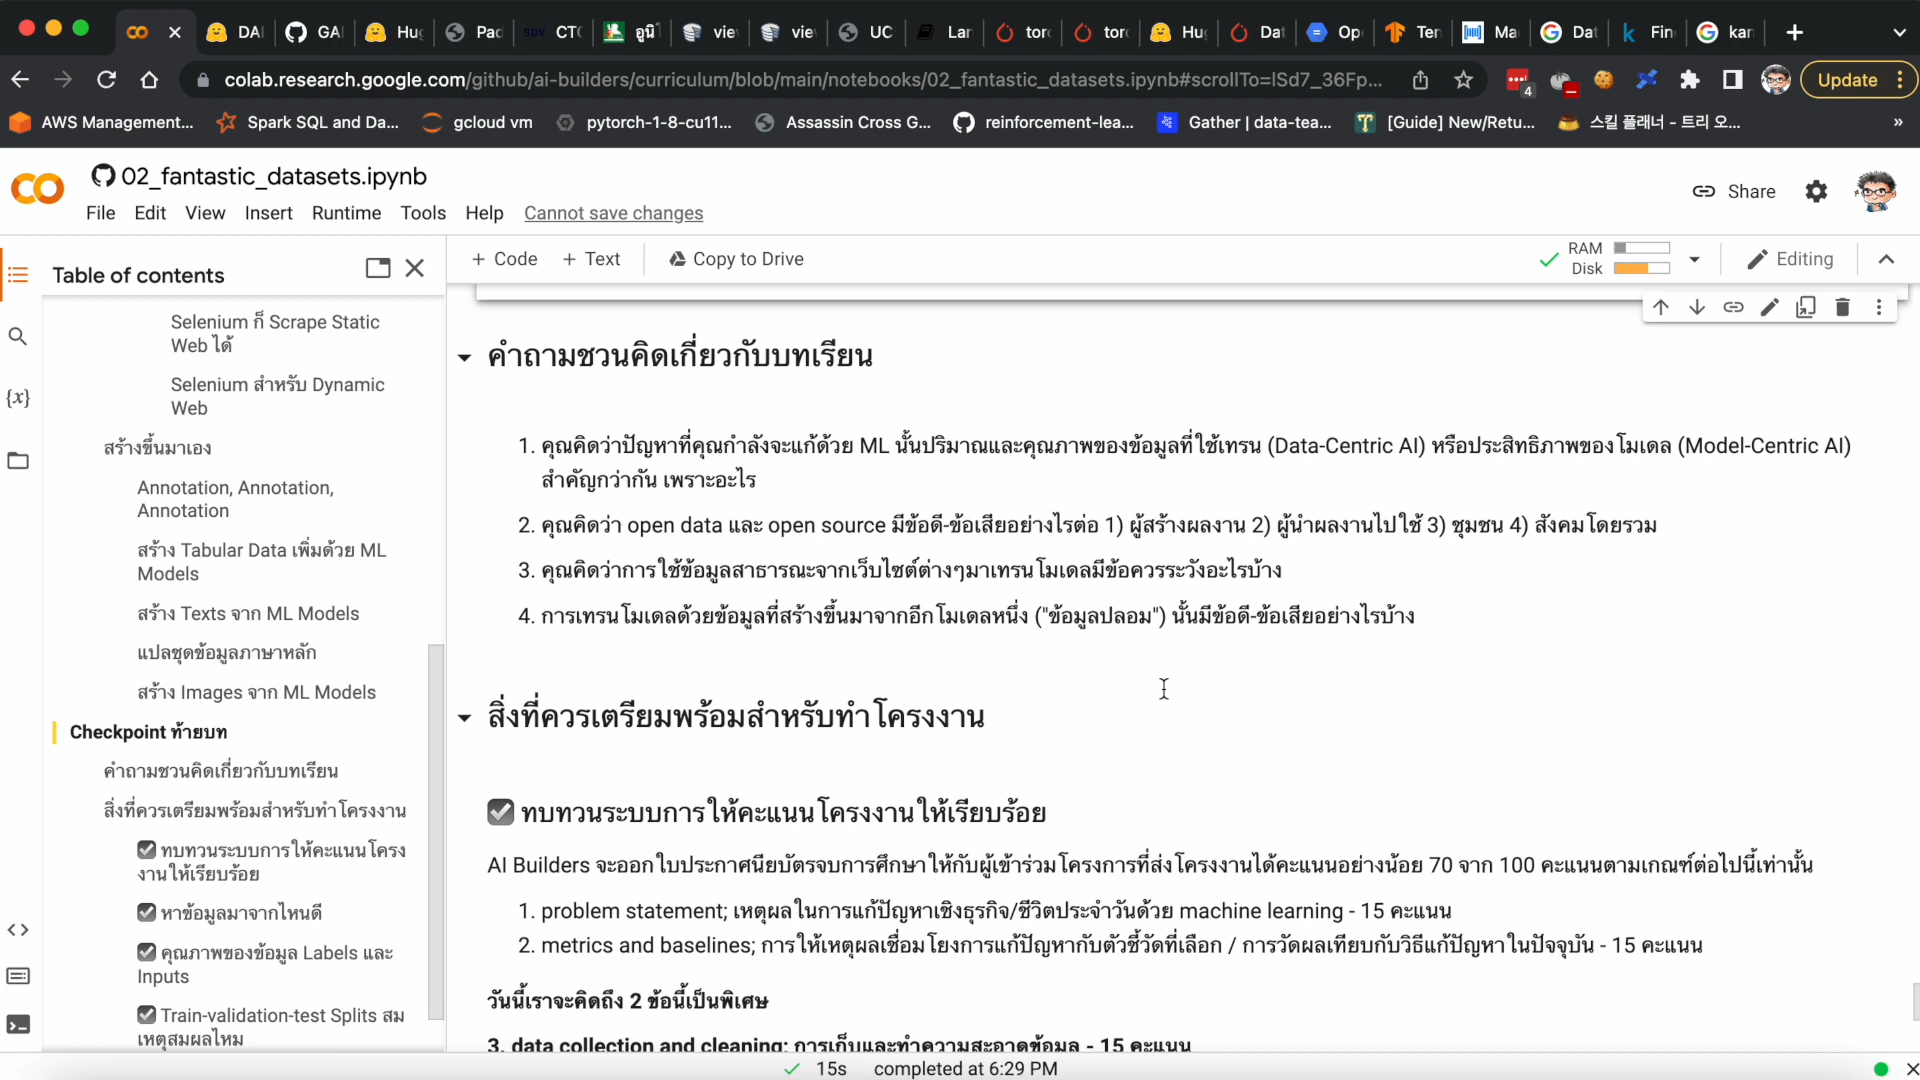 DAI
GAI
Hug
Pad
SDV CTG
อูนิ
viev
viev
UC
Lan
torc
torc
Hug
Dat
Ope
Ten
Ma
Dat
Fin
kan
colab.research.google.com/github/ai-builders/curriculum/blob/main/notebooks/02_fantastic_datasets.ipynb#scrollTo=lSd7_36Fp...
4
Update
AWS Management...
Spark SQL and Da...
gcloud vm
pytorch-1-8-cu11...
Assassin Cross G...
reinforcement-lea...
Gather | data-tea...
[Guide] New/Retu...
스킬 플래너 - 트리 오...
»
02_fantastic_datasets.ipynb
File Edit View Insert Runtime Tools Help Cannot save changes
Share
Table of contents
+ Code + Text
Copy to Drive
RAM
Disk
Editing
Selenium ก็ Scrape Static
Web ได้
Selenium สำหรับ Dynamic
Web
สร้างขึ้นมาเอง
Annotation, Annotation,
Annotation
สร้าง Tabular Data เพิ่มด้วย ML
Models
สร้าง Texts จาก ML Models
แปลชุดข้อมูลภาษาหลัก
สร้าง Images จาก ML Models
Checkpoint ท้ายบท
คำถามชวนคิดเกี่ยวกับบทเรียน
สิ่งที่ควรเตรียมพร้อมสำหรับทำโครงงาน
ทบทวนระบบการให้คะแนนโครง
งานให้เรียบร้อย
หาข้อมูลมาจากไหนดี
คุณภาพของข้อมูล Labels และ
Inputs
Train-validation-test Splits สม
เหตุสมผลไหม
คำถามชวนคิดเกี่ยวกับบทเรียน
1. คุณคิดว่าปัญหาที่คุณกำลังจะแก้ด้วย ML นั้นปริมาณและคุณภาพของข้อมูลที่ใช้เทรน (Data-Centric AI) หรือประสิทธิภาพของโมเดล (Model-Centric AI)
สำคัญกว่ากัน เพราะอะไร
2. คุณคิดว่า open data และ open source มีข้อดี-ข้อเสียอย่างไรต่อ 1) ผู้สร้างผลงาน 2) ผู้นำผลงานไปใช้ 3) ชุมชน 4) สังคมโดยรวม
3. คุณคิดว่าการใช้ข้อมูลสาธารณะจากเว็บไซต์ต่างๆมาเทรนโมเดลมีข้อควรระวังอะไรบ้าง
4. การเทรนโมเดลด้วยข้อมูลที่สร้างขึ้นมาจากอีกโมเดลหนึ่ง ("ข้อมูลปลอม") นั้นมีข้อดี-ข้อเสียอย่างไรบ้าง
สิ่งที่ควรเตรียมพร้อมสำหรับทำโครงงาน
ทบทวนระบบการให้คะแนนโครงงานให้เรียบร้อย
AI Builders จะออกใบประกาศนียบัตรจบการศึกษาให้กับผู้เข้าร่วมโครงการที่ส่งโครงงานได้คะแนนอย่างน้อย 70 จาก 100 คะแนนตามเกณฑ์ต่อไปนี้เท่านั้น
1. problem statement; เหตุผลในการแก้ปัญหาเชิงธุรกิจ/ชีวิตประจำวันด้วย machine learning - 15 คะแนน
2. metrics and baselines; การให้เหตุผลเชื่อมโยงการแก้ปัญหากับตัวชี้วัดที่เลือก / การวัดผลเทียบกับวิธีแก้ปัญหาในปัจจุบัน - 15 คะแนน
วันนี้เราจะคิดถึง 2 ข้อนี้เป็นพิเศษ
3. data collection and cleaning; การเก็บและทำความสะอาดข้อมูล - 15 คะแนน
15s completed at 6:29 PM